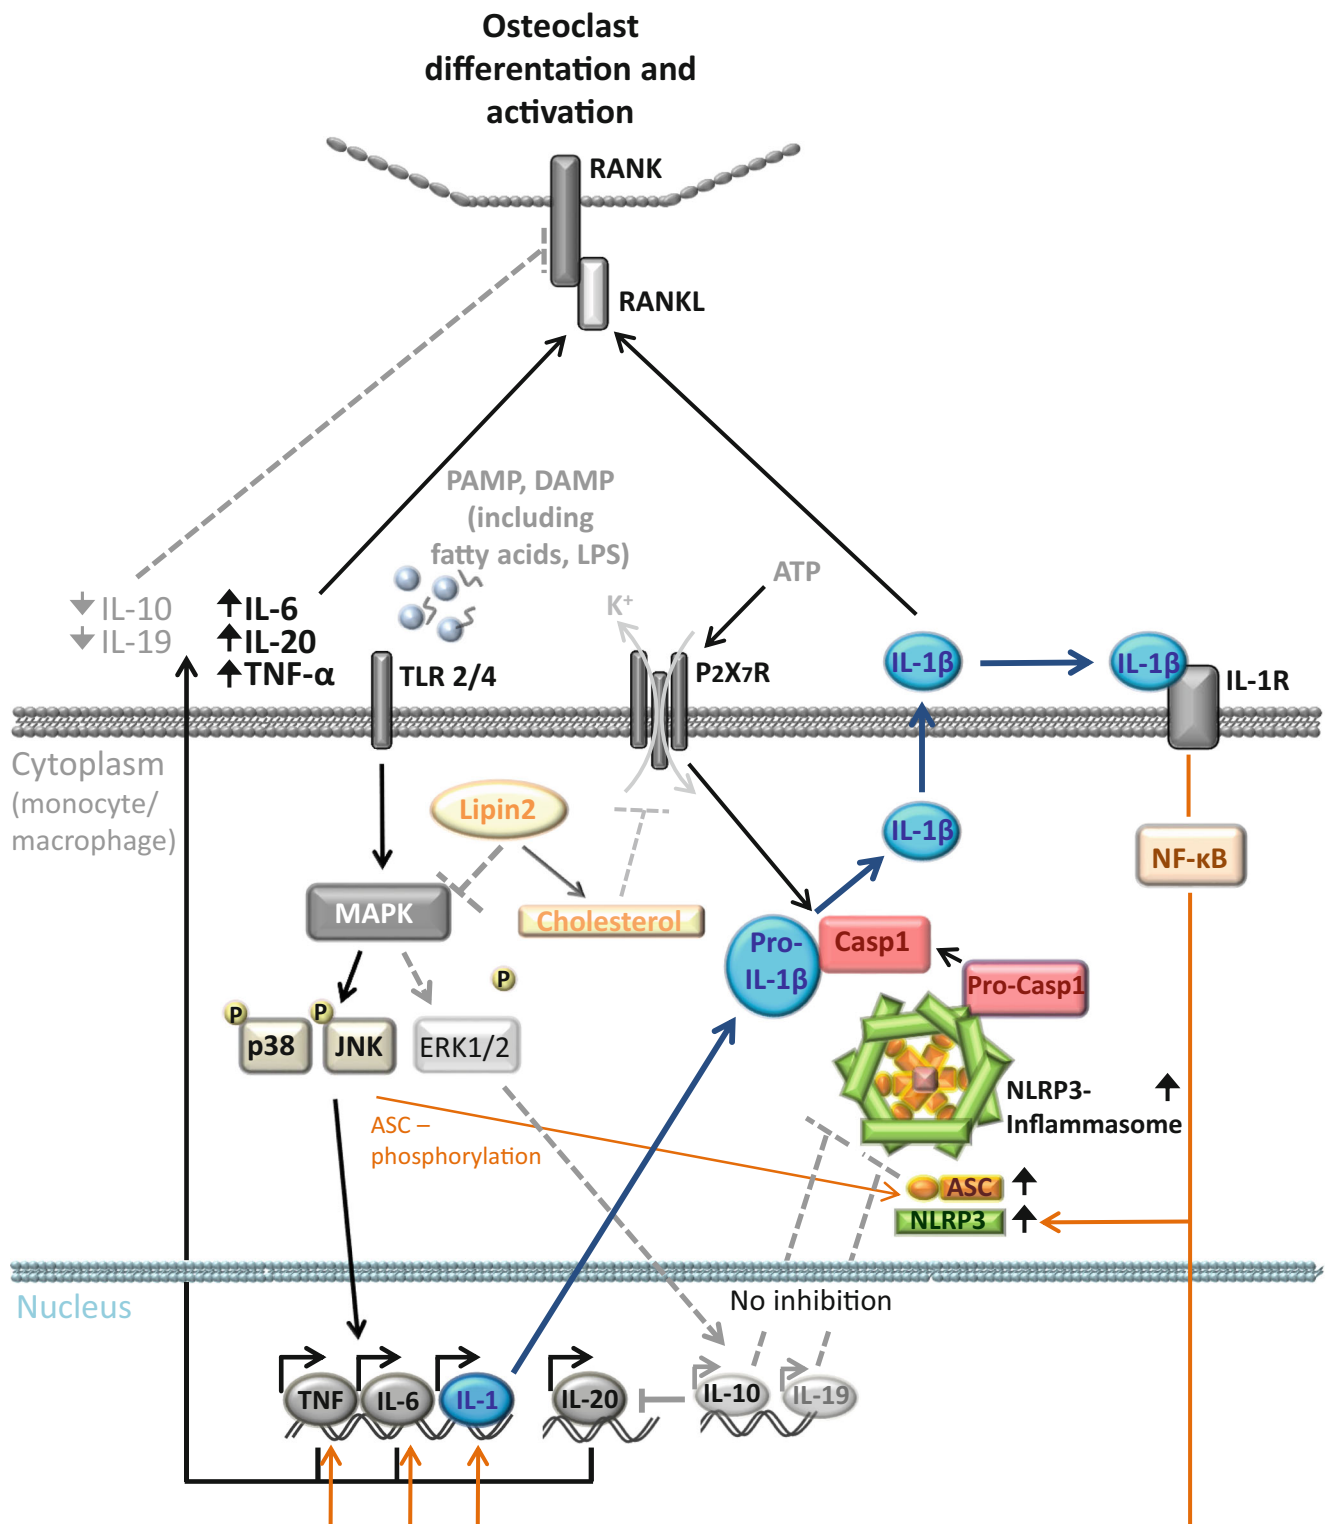 Osteoclast
differentation and
activation
RANK
RANKL
PAMP, DAMP
(including
fatty acids, LPS)
ATP
K+
IL-10
IL-19
IL-6
IL-20
TNF-α
TLR 2/4
P2X7R
IL-1β
IL-1β
IL-1R
Cytoplasm
(monocyte/
macrophage)
Lipin2
IL-1β
NF-κB
MAPK
Cholesterol
Pro-
IL-1β
Casp1
Pro-Casp1
P
P
P
p38
JNK
ERK1/2
NLRP3-
Inflammasome
ASC –
phosphorylation
ASC
NLRP3
Nucleus
No inhibition
TNF
IL-6
IL-1
IL-20
IL-10
IL-19